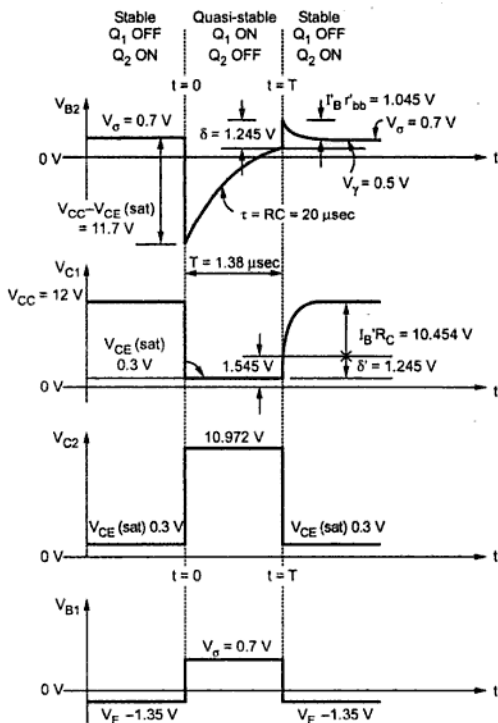 Stable
Q1 OFF
Q2 ON
Quasi-stable
Q1 ON
Q2 OFF
Stable
Q1 OFF
Q2 ON
t = 0
t = T
VB2
Vσ = 0.7 V
δ = 1.245 V
I'B r'bb = 1.045 V
Vσ = 0.7 V
0 V
t
Vγ = 0.5 V
VCC–VCE (sat)
= 11.7 V
τ = RC = 20 μsec
T = 1.38 μsec
VC1
VCC = 12 V
VCE (sat)
0.3 V
1.545 V
IB'RC = 10.454 V
δ' = 1.245 V
0 V
t
VC2
10.972 V
VCE (sat) 0.3 V
VCE (sat) 0.3 V
0 V
t
t = 0
t = T
VB1
Vσ = 0.7 V
0 V
t
VF –1.35 V
VF –1.35 V